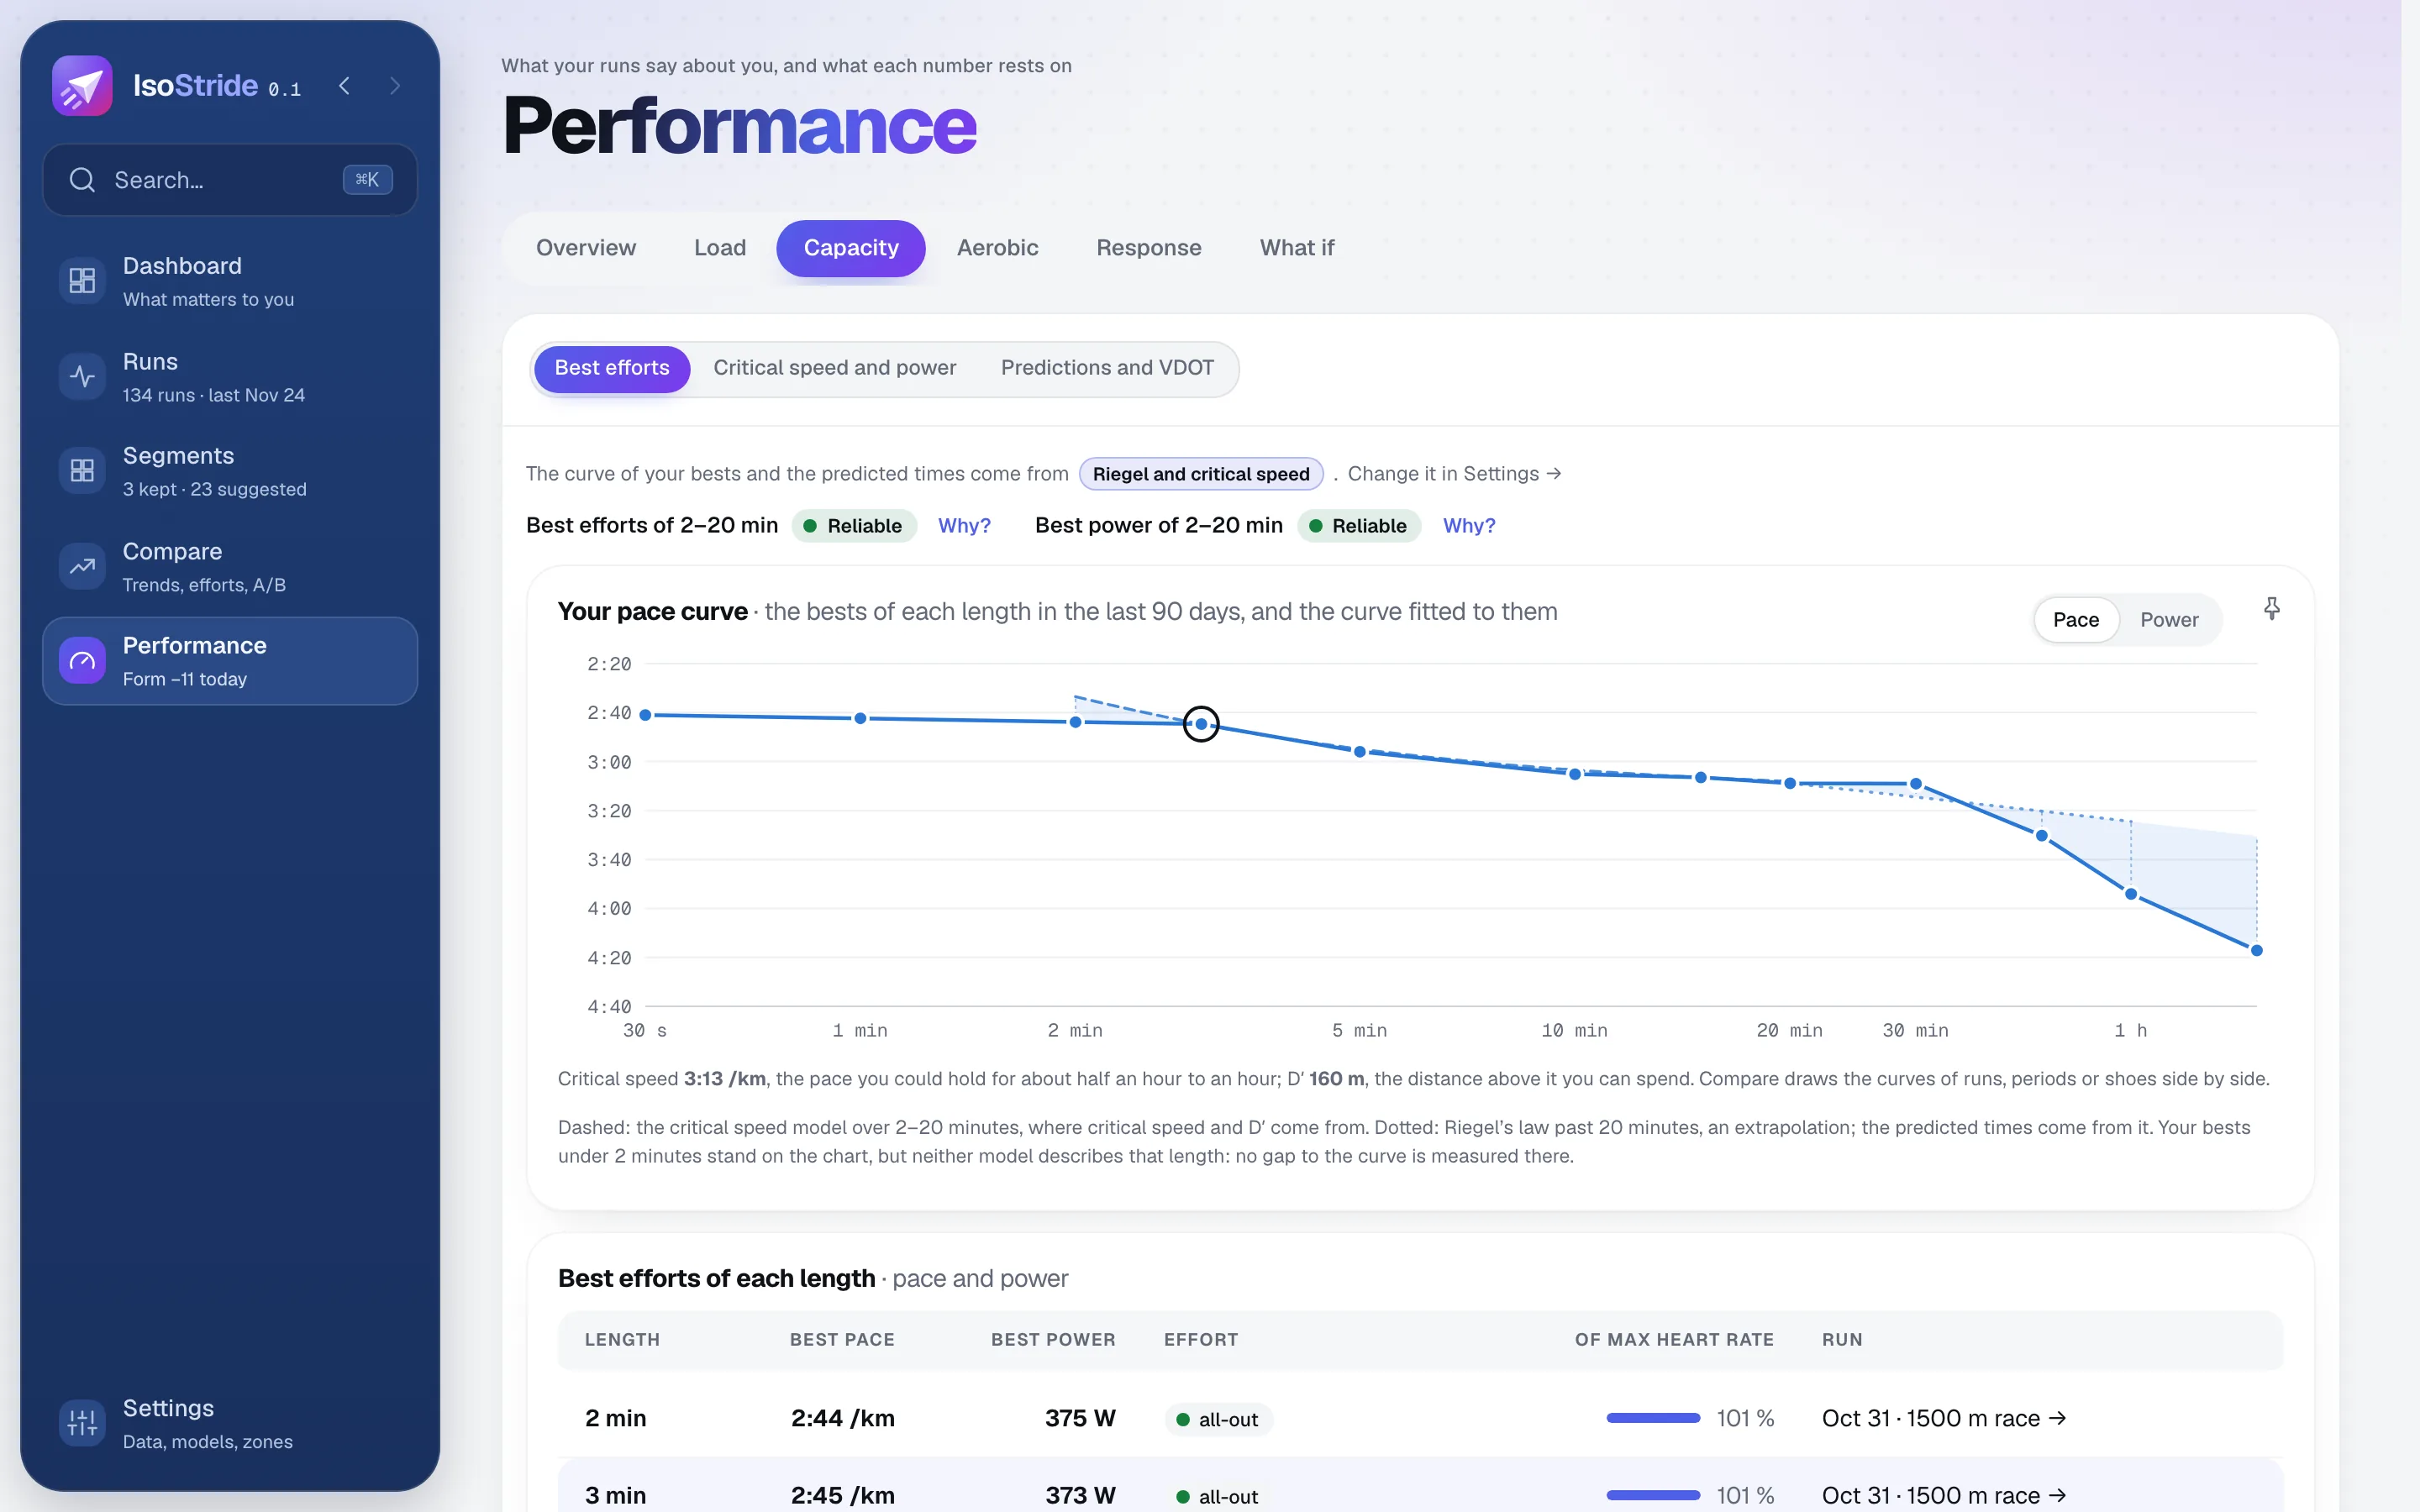 IsoStride 0.1
Search… ⌘K
Dashboard
What matters to you
Runs
134 runs · last Nov 24
Segments
3 kept · 23 suggested
Compare
Trends, efforts, A/B
Performance
Form −11 today
Settings
Data, models, zones
What your runs say about you, and what each number rests on
Performance
Overview Load Capacity Aerobic Response What if
Best efforts Critical speed and power Predictions and VDOT
The curve of your bests and the predicted times come from Riegel and critical speed . Change it in Settings →
Best efforts of 2–20 min Reliable Why? Best power of 2–20 min Reliable Why?
Your pace curve · the bests of each length in the last 90 days, and the curve fitted to them
Pace Power
2:20
2:40
3:00
3:20
3:40
4:00
4:20
4:40
30 s 1 min 2 min 5 min 10 min 20 min 30 min 1 h
Critical speed 3:13 /km, the pace you could hold for about half an hour to an hour; D′ 160 m, the distance above it you can spend. Compare draws the curves of runs, periods or shoes side by side.
Dashed: the critical speed model over 2–20 minutes, where critical speed and D′ come from. Dotted: Riegel's law past 20 minutes, an extrapolation; the predicted times come from it. Your bests
under 2 minutes stand on the chart, but neither model describes that length: no gap to the curve is measured there.
Best efforts of each length · pace and power
LENGTH BEST PACE BEST POWER EFFORT OF MAX HEART RATE RUN
2 min 2:44 /km 375 W all-out 101 % Oct 31 · 1500 m race →
3 min 2:45 /km 373 W all-out 101 % Oct 31 · 1500 m race →